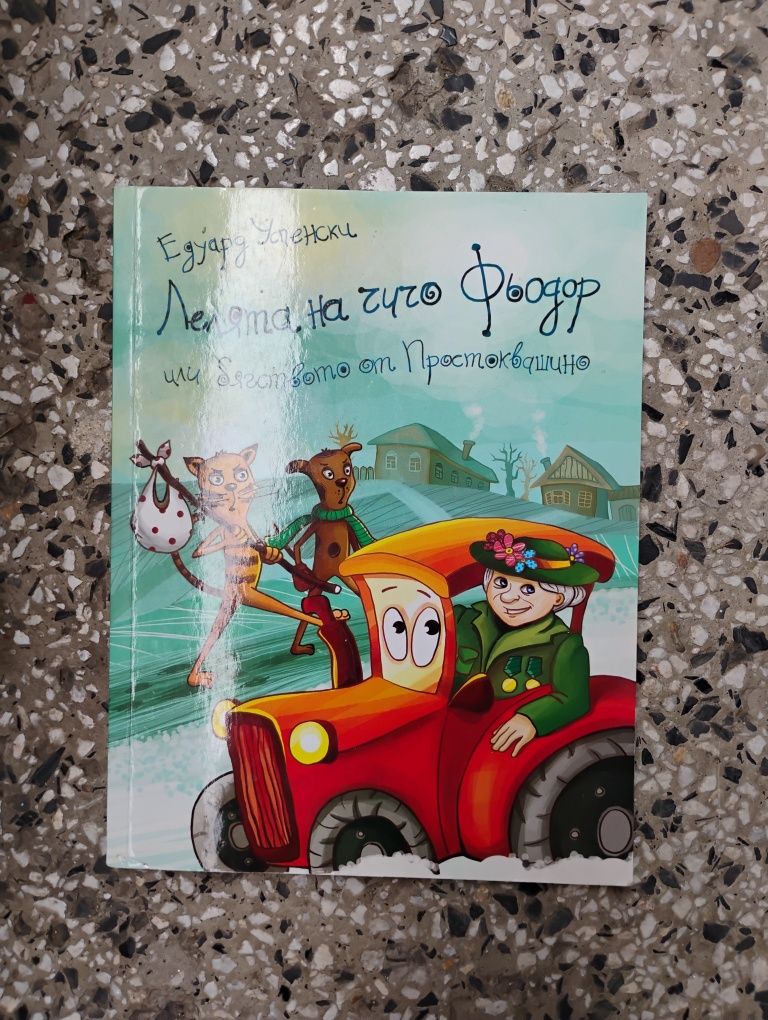 Едуард Успенски
Лелята на чичо Фьодор
или бягството от Простоквашино